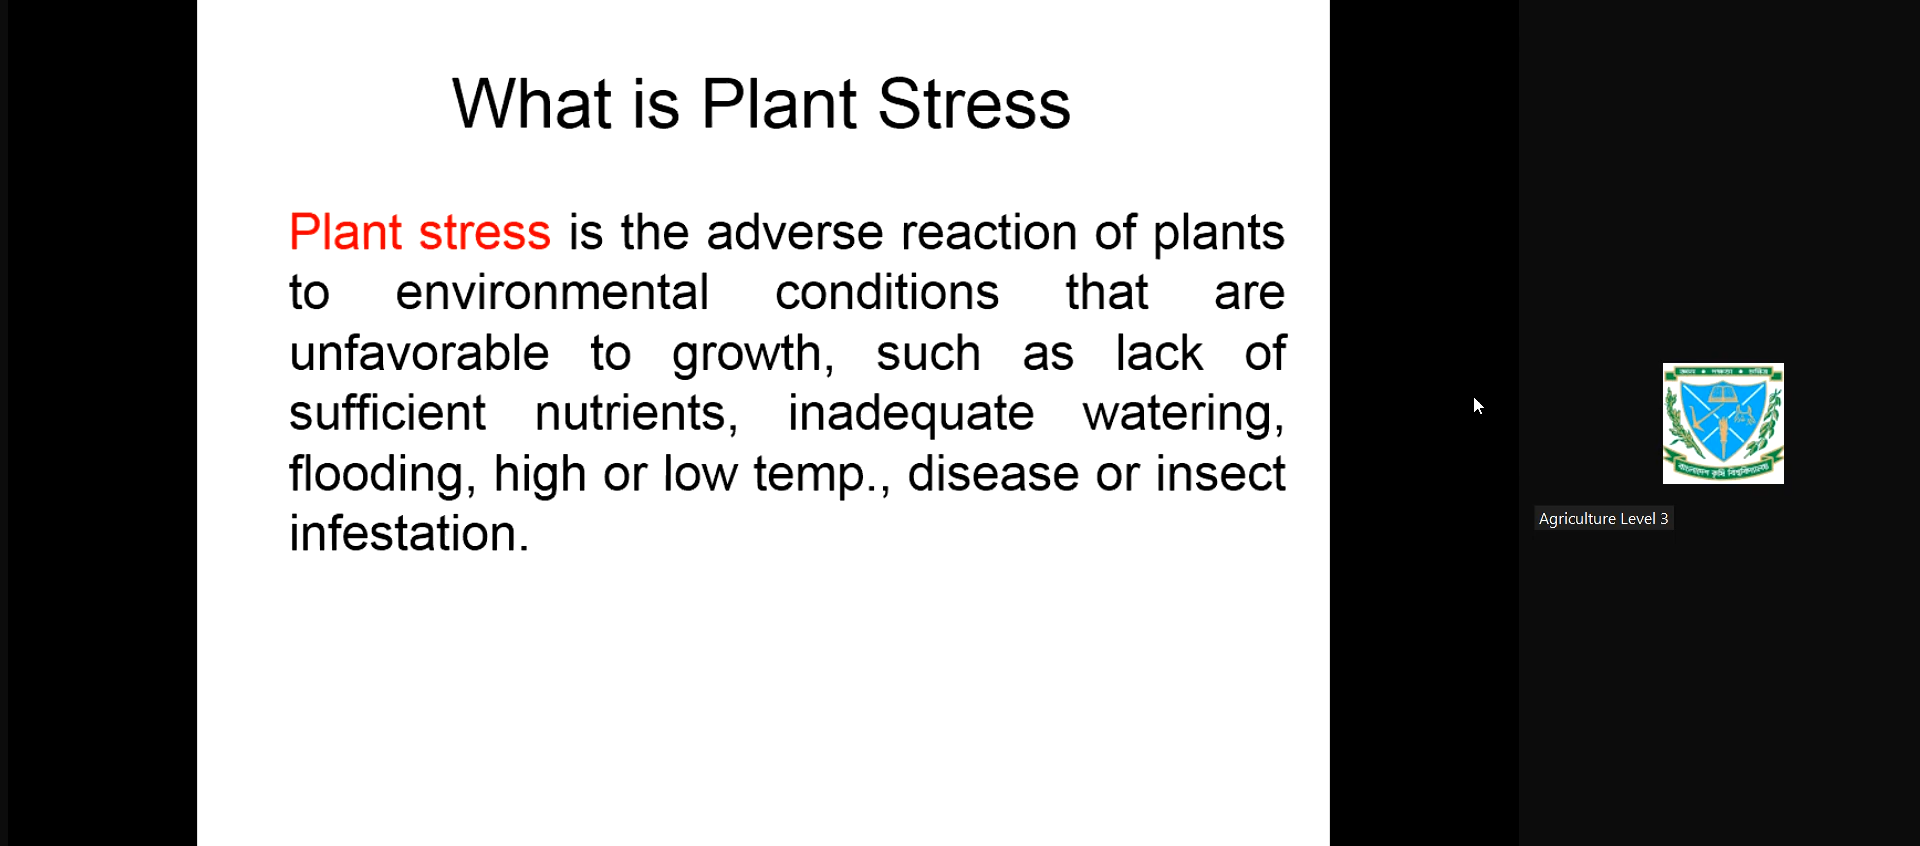 What is Plant Stress
Plant stress is the adverse reaction of plants
to environmental conditions that are
unfavorable to growth, such as lack of
sufficient nutrients, inadequate watering,
flooding, high or low temp., disease or insect
infestation.
বাংলাদেশ কৃষি বিশ্ববিদ্যালয়
Agriculture Level 3